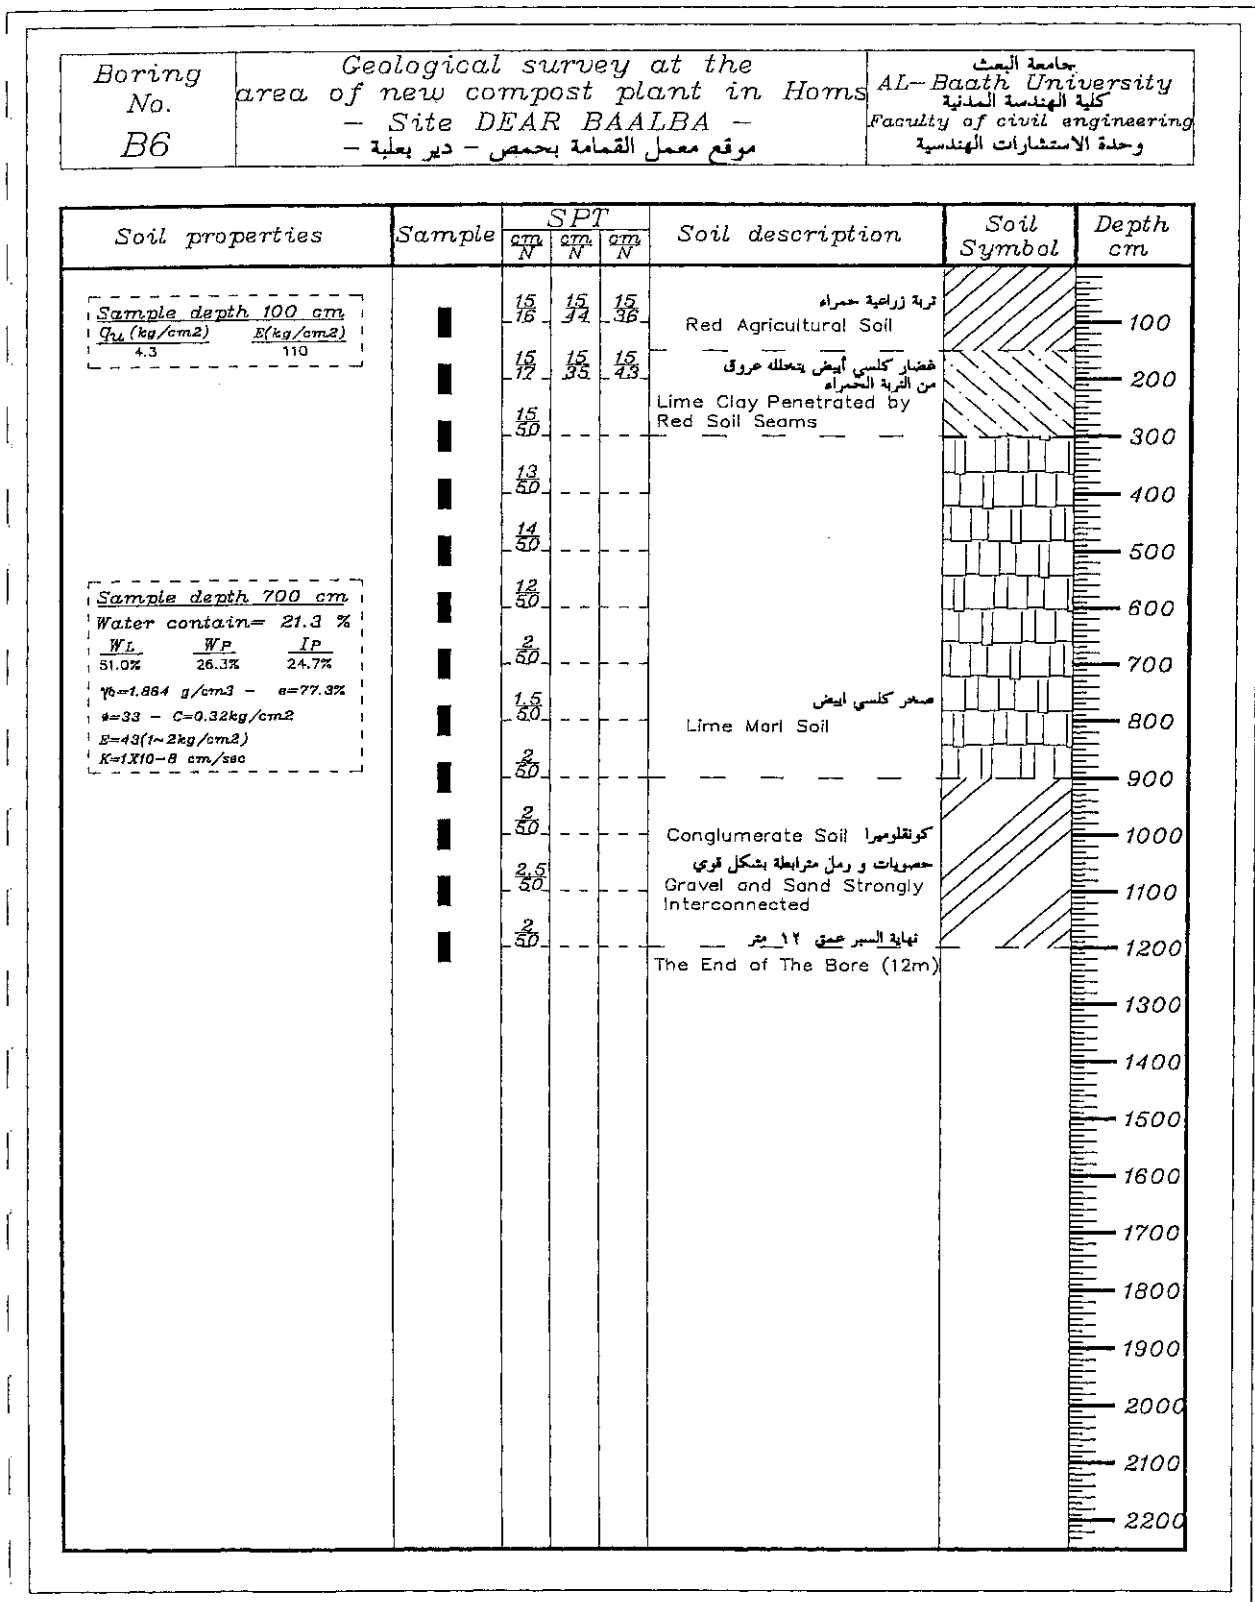 Boring
No.
B6
Geological survey at the
area of new compost plant in Homs
- Site DEAR BAALBA -
موقع معمل القمامة بحمص - دير بعلبة -
جامعة البعث
AL-Baath University
كلية الهندسة المدنية
Faculty of civil engineering
وحدة الاستشارات الهندسية
Soil properties
Sample
SPT
cm/N cm/N cm/N
Soil description
Soil
Symbol
Depth
cm
Sample depth 100 cm
qu (kg/cm2) E(kg/cm2)
4.3 110
15/16 15/44 15/36
تربة زراعية حمراء
Red Agricultural Soil
100
15/17 15/35 15/43
غضار كلسي أبيض يتخلله عروق
من التربة الحمراء
200
Lime Clay Penetrated by
Red Soil Seams
15/50
300
13/50
400
14/50
500
12/50
600
Sample depth 700 cm
Water contain= 21.3 %
WL WP IP
51.0% 26.3% 24.7%
γb=1.864 g/cm3 - e=77.3%
ϕ=33 - C=0.32kg/cm2
E=43(1~2kg/cm2)
K=1X10-8 cm/sec
2/50
700
1.5/50
صخر كلسي ابيض
Lime Marl Soil
800
2/50
900
2/50
Conglumerate Soil كونقلوميرا
1000
2.5/50
حصويات و رمل مترابطة بشكل قوي
Gravel and Sand Strongly
Interconnected
1100
2/50
نهاية السبر عمق ١٢ متر
The End of The Bore (12m)
1200
1300
1400
1500
1600
1700
1800
1900
2000
2100
2200